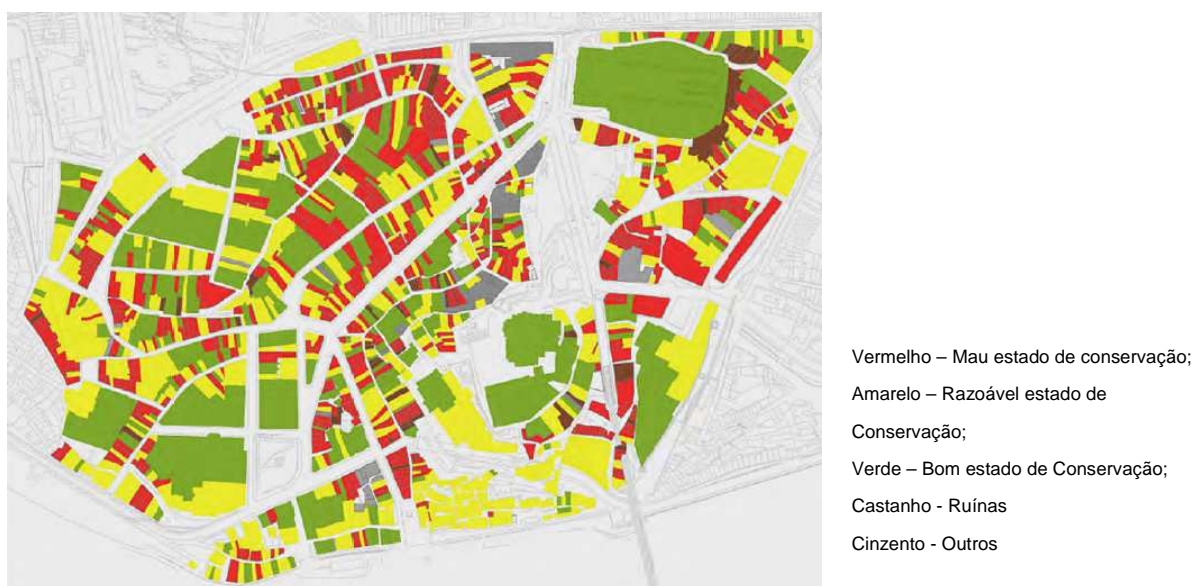 Vermelho – Mau estado de conservação;
Amarelo – Razoável estado de
Conservação;
Verde – Bom estado de Conservação;
Castanho - Ruínas
Cinzento - Outros